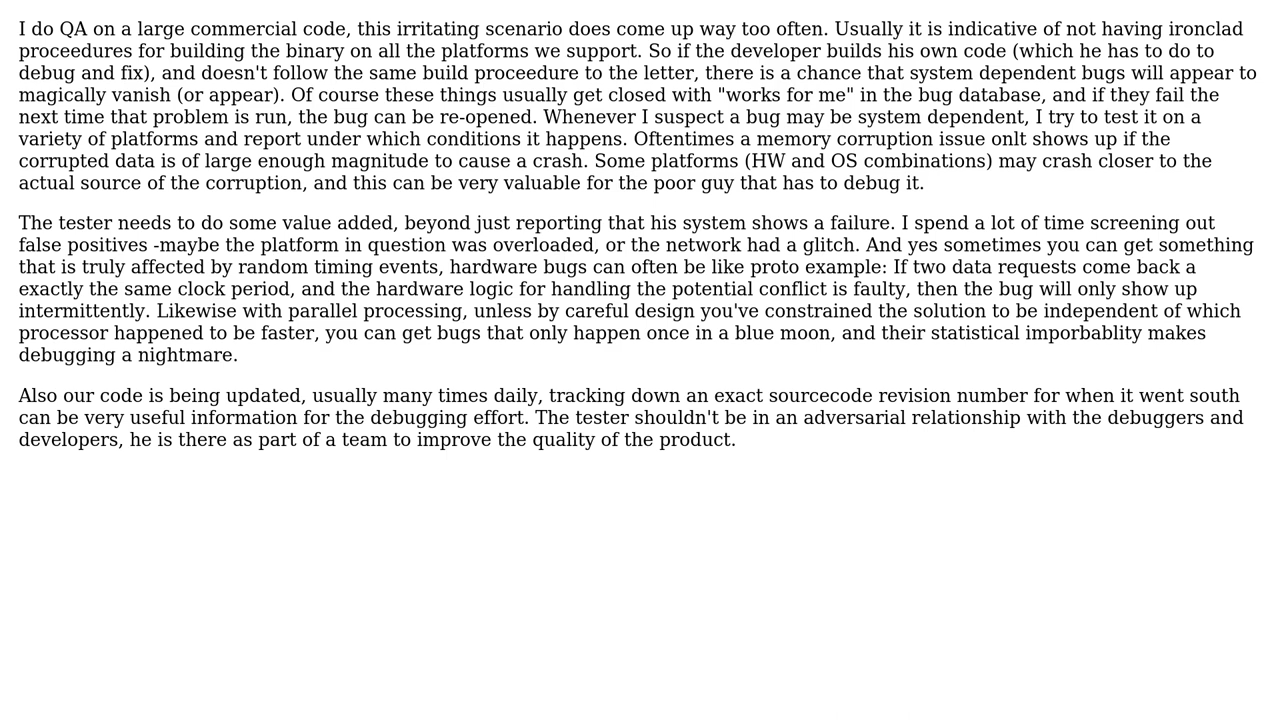 I do QA on a large commercial code, this irritating scenario does come up way too often. Usually it is indicative of not having ironclad
proceedures for building the binary on all the platforms we support. So if the developer builds his own code (which he has to do to
debug and fix), and doesn't follow the same build proceedure to the letter, there is a chance that system dependent bugs will appear to
magically vanish (or appear). Of course these things usually get closed with "works for me" in the bug database, and if they fail the
next time that problem is run, the bug can be re-opened. Whenever I suspect a bug may be system dependent, I try to test it on a
variety of platforms and report under which conditions it happens. Oftentimes a memory corruption issue onlt shows up if the
corrupted data is of large enough magnitude to cause a crash. Some platforms (HW and OS combinations) may crash closer to the
actual source of the corruption, and this can be very valuable for the poor guy that has to debug it.
The tester needs to do some value added, beyond just reporting that his system shows a failure. I spend a lot of time screening out
false positives -maybe the platform in question was overloaded, or the network had a glitch. And yes sometimes you can get something
that is truly affected by random timing events, hardware bugs can often be like proto example: If two data requests come back a
exactly the same clock period, and the hardware logic for handling the potential conflict is faulty, then the bug will only show up
intermittently. Likewise with parallel processing, unless by careful design you've constrained the solution to be independent of which
processor happened to be faster, you can get bugs that only happen once in a blue moon, and their statistical imporbablity makes
debugging a nightmare.
Also our code is being updated, usually many times daily, tracking down an exact sourcecode revision number for when it went south
can be very useful information for the debugging effort. The tester shouldn't be in an adversarial relationship with the debuggers and
developers, he is there as part of a team to improve the quality of the product.